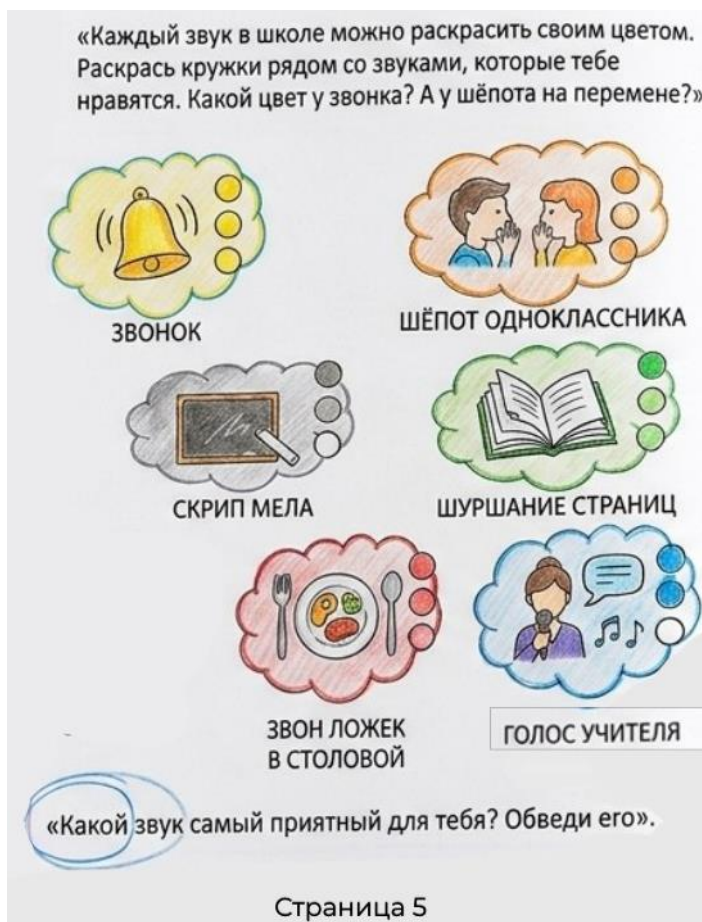 «Каждый звук в школе можно раскрасить своим цветом.
Раскрась кружки рядом со звуками, которые тебе
нравятся. Какой цвет у звонка? А у шёпота на перемене?»
ЗВОНОК
ШЁПОТ ОДНОКЛАССНИКА
СКРИП МЕЛА
ШУРШАНИЕ СТРАНИЦ
ЗВОН ЛОЖЕК
В СТОЛОВОЙ
ГОЛОС УЧИТЕЛЯ
«Какой звук самый приятный для тебя? Обведи его».
Страница 5